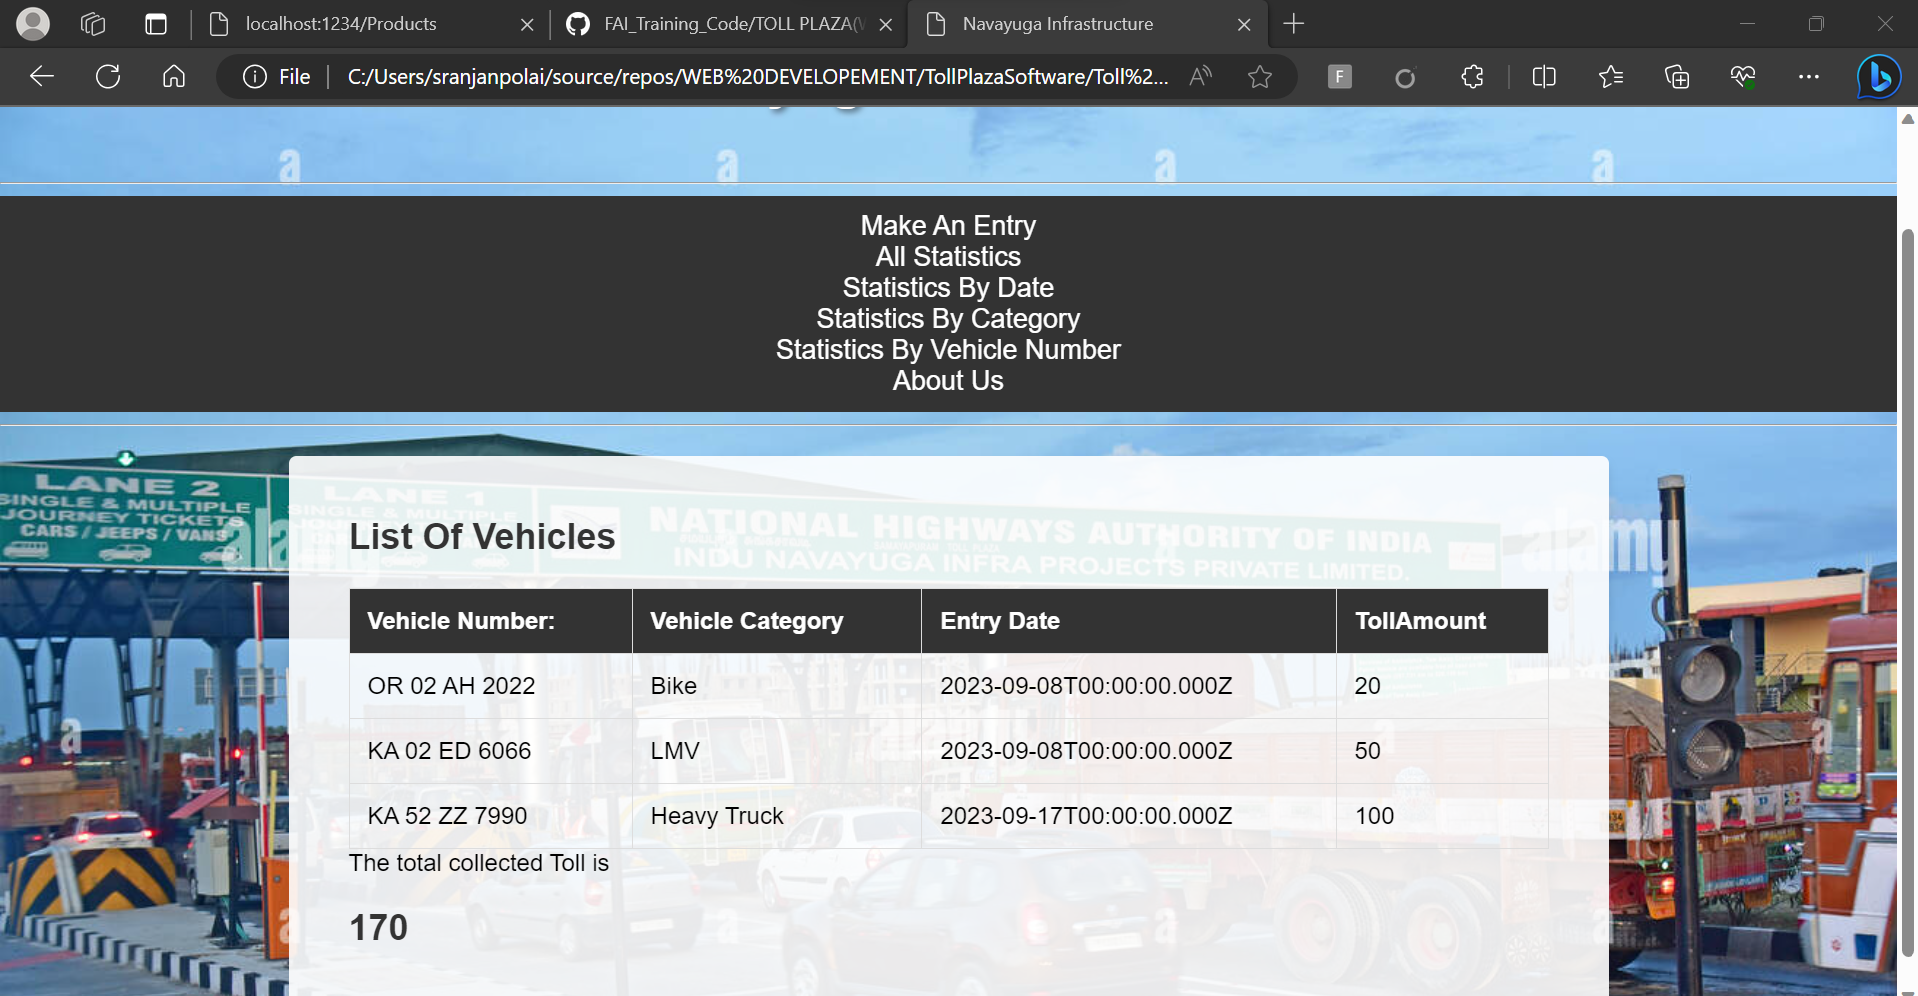 localhost:1234/Products
FAI_Training_Code/TOLL PLAZA(
Navayuga Infrastructure
File
C:/Users/sranjanpolai/source/repos/WEB%20DEVELOPEMENT/TollPlazaSoftware/Toll%2...
F
a a a a
Make An Entry
All Statistics
Statistics By Date
Statistics By Category
Statistics By Vehicle Number
About Us
LANE 2
SINGLE & MULTIPLE
JOURNEY TICKETS
CARS / JEEPS / VANS
LANE 1
SINGLE & MULTIPLE
NATIONAL HIGHWAYS AUTHORITY OF INDIA
INDU NAVAYUGA INFRA PROJECTS PRIVATE LIMITED.
alamy
List Of Vehicles
Vehicle Number: Vehicle Category Entry Date TollAmount
OR 02 AH 2022 Bike 2023-09-08T00:00:00.000Z 20
KA 02 ED 6066 LMV 2023-09-08T00:00:00.000Z 50
KA 52 ZZ 7990 Heavy Truck 2023-09-17T00:00:00.000Z 100
The total collected Toll is
170